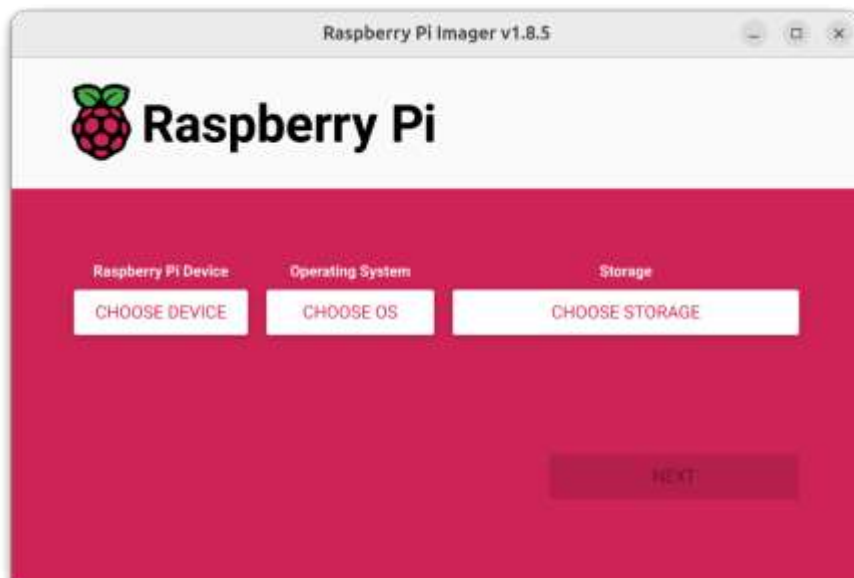 Raspberry Pi Imager v1.8.5
Raspberry Pi
Raspberry Pi Device Operating System Storage
CHOOSE DEVICE CHOOSE OS CHOOSE STORAGE
NEXT